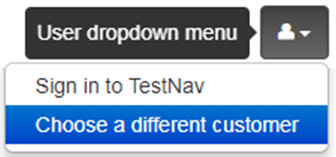 User dropdown menu
Sign in to TestNav
Choose a different customer